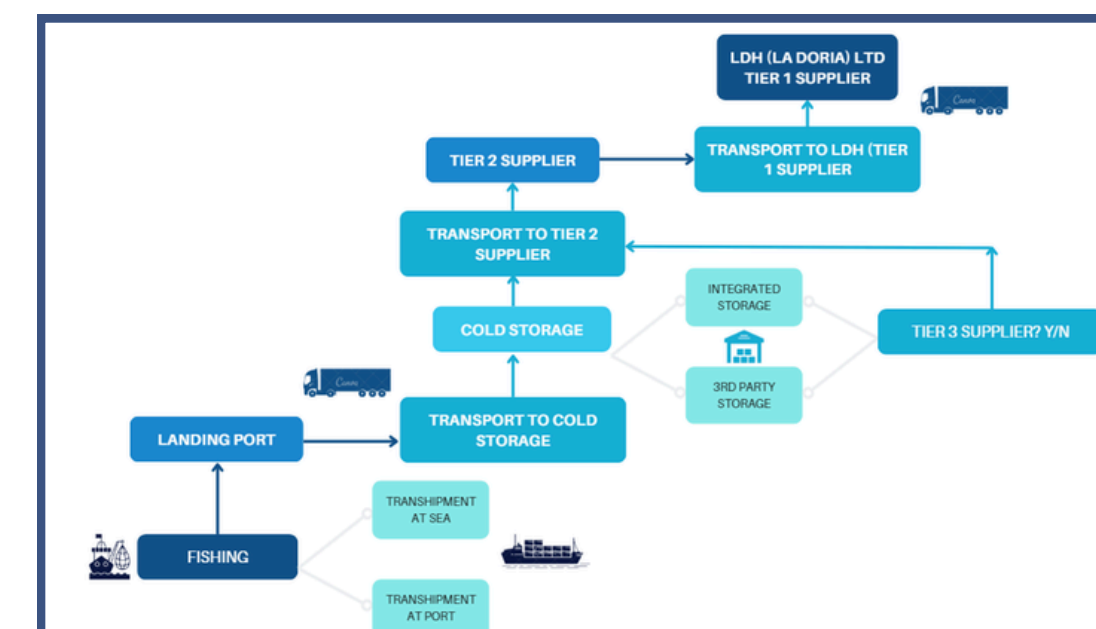 LDH (LA DORIA) LTD
TIER 1 SUPPLIER
Canva
TIER 2 SUPPLIER
TRANSPORT TO LDH (TIER
1 SUPPLIER
TRANSPORT TO TIER 2
SUPPLIER
INTEGRATED
STORAGE
COLD STORAGE
TIER 3 SUPPLIER? Y/N
3RD PARTY
STORAGE
Canva
LANDING PORT
TRANSPORT TO COLD
STORAGE
TRANSHIPMENT
AT SEA
FISHING
TRANSHIPMENT
AT PORT